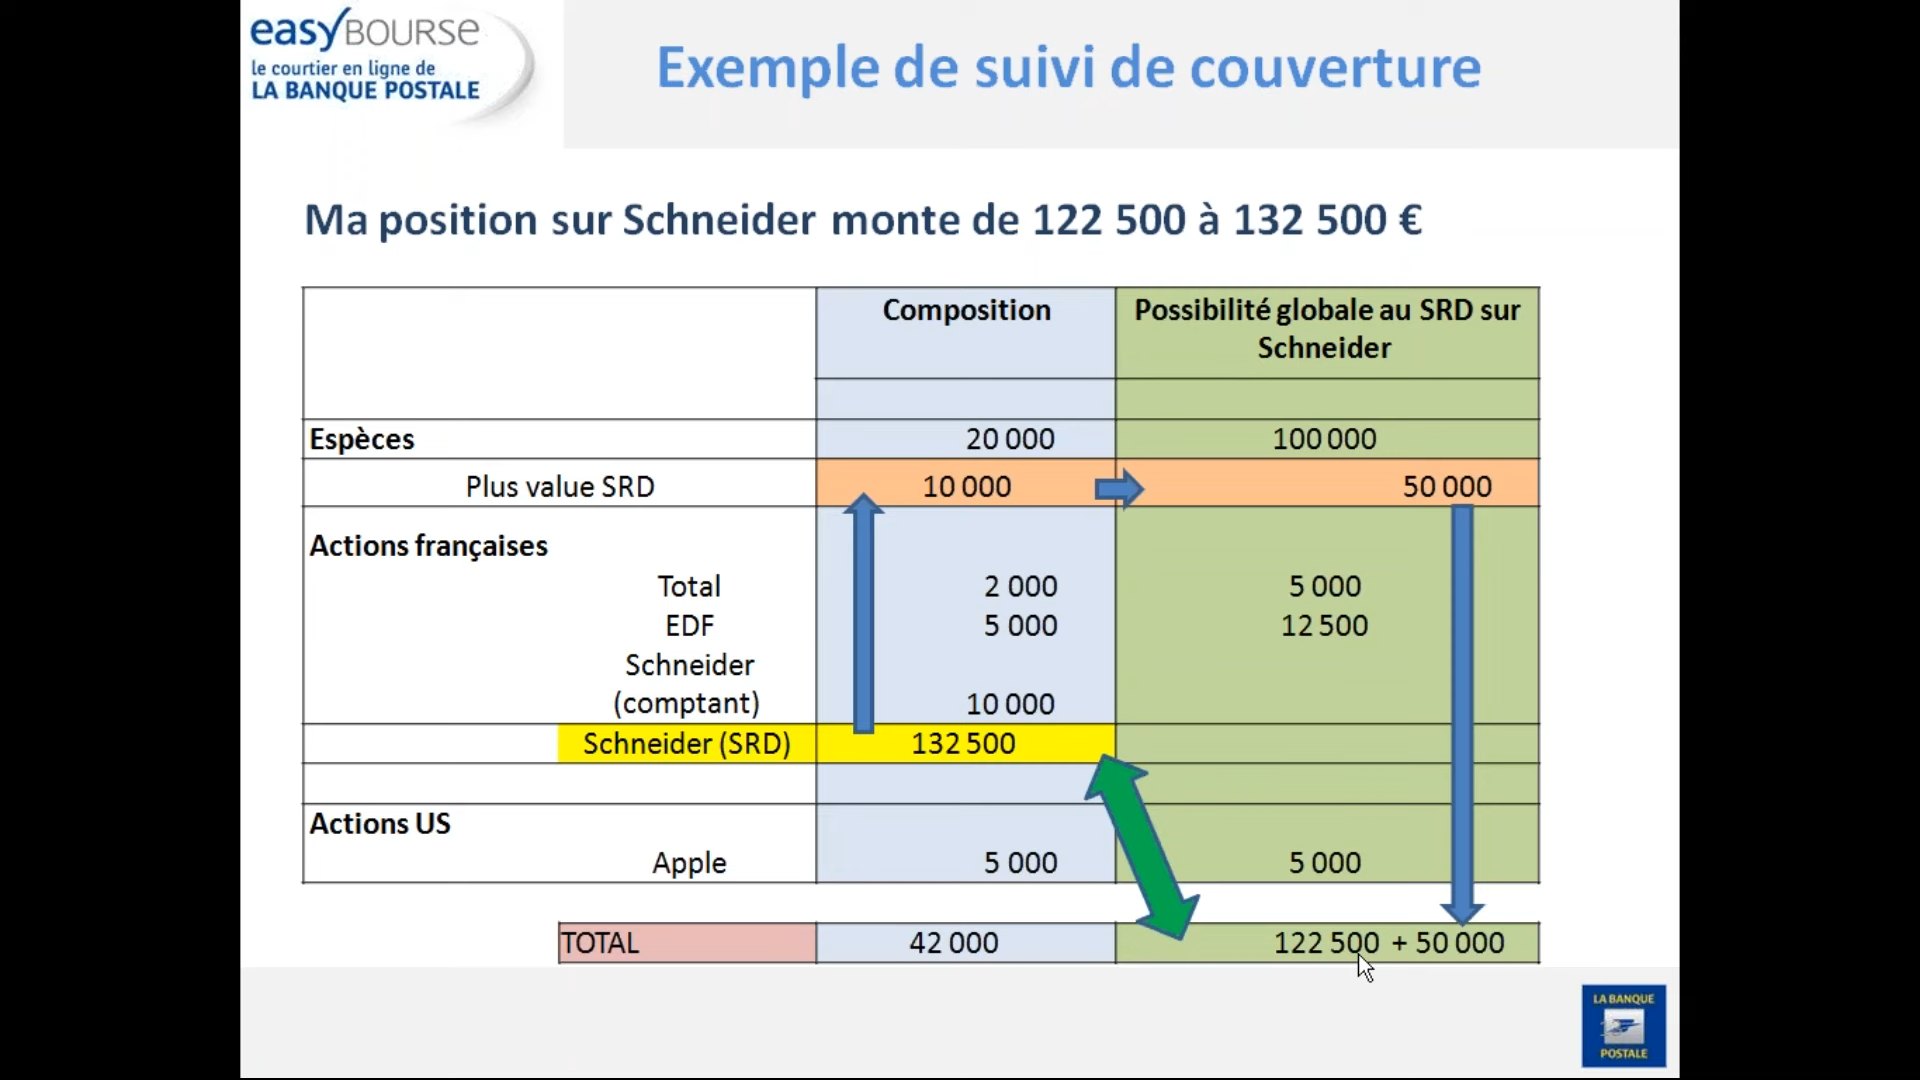 easyBOURSE
le courtier en ligne de
LA BANQUE POSTALE
Exemple de suivi de couverture
Ma position sur Schneider monte de 122 500 à 132 500 €
Composition
Possibilité globale au SRD sur
Schneider
Espèces 20 000 100 000
Plus value SRD 10 000 50 000
Actions françaises
Total 2 000 5 000
EDF 5 000 12 500
Schneider
(comptant) 10 000
Schneider (SRD) 132 500
Actions US
Apple 5 000 5 000
TOTAL 42 000 122 500 + 50 000
LA BANQUE
POSTALE